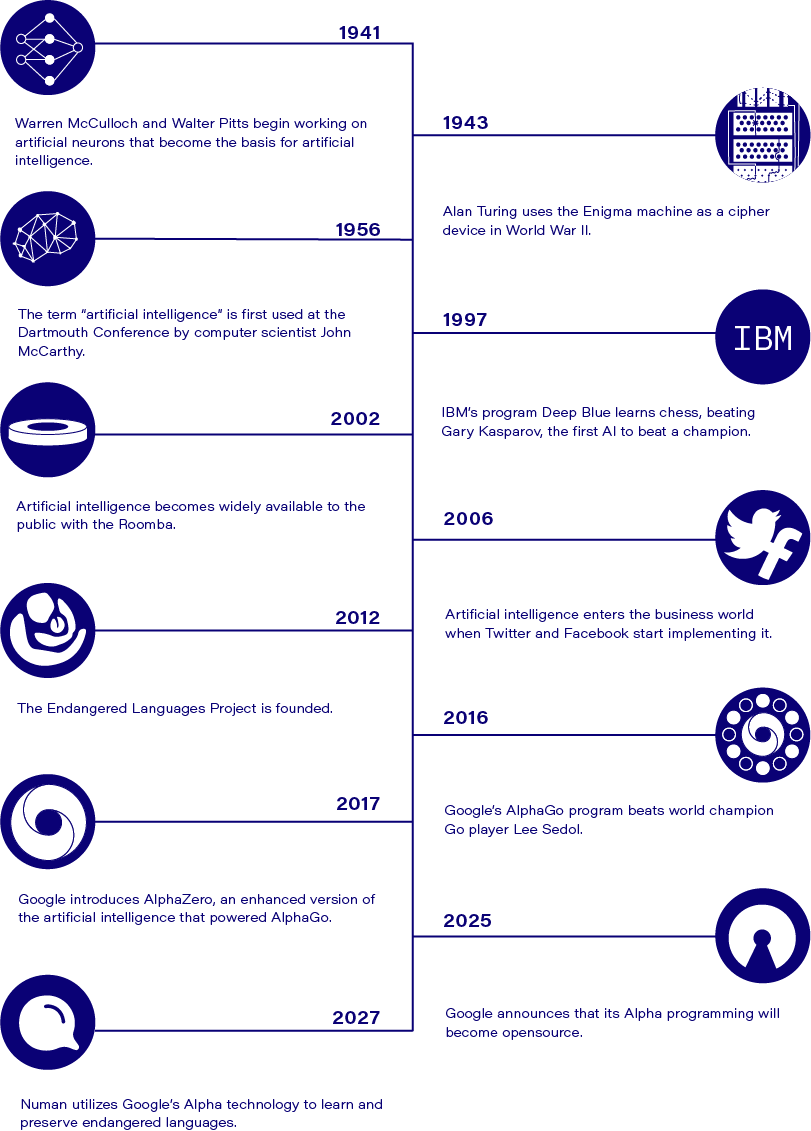 1941
Warren McCulloch and Walter Pitts begin working on
artificial neurons that become the basis for artificial
intelligence.
1943
Alan Turing uses the Enigma machine as a cipher
device in World War II.
1956
The term "artificial intelligence" is first used at the
Dartmouth Conference by computer scientist John
McCarthy.
1997
IBM
IBM's program Deep Blue learns chess, beating
Gary Kasparov, the first AI to beat a champion.
2002
Artificial intelligence becomes widely available to the
public with the Roomba.
2006
Artificial intelligence enters the business world
when Twitter and Facebook start implementing it.
2012
The Endangered Languages Project is founded.
2016
Google's AlphaGo program beats world champion
Go player Lee Sedol.
2017
Google introduces AlphaZero, an enhanced version of
the artificial intelligence that powered AlphaGo.
2025
Google announces that its Alpha programming will
become opensource.
2027
Numan utilizes Google's Alpha technology to learn and
preserve endangered languages.